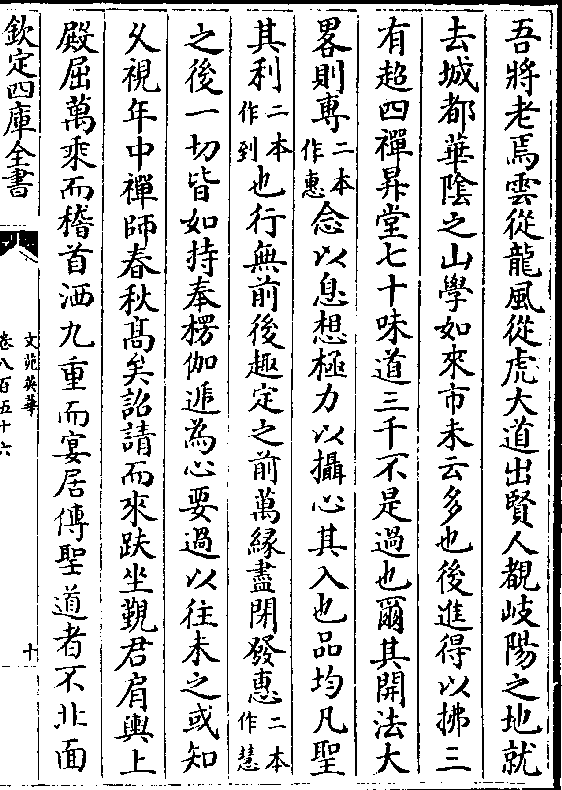 吾將老焉雲從龍風從虎大道出賢人覩岐陽之地就
去城都華陰之山學如來市未云多也後進得以拂三
有超四禪昇堂七十味道三千不是過也爾其開法大
畧則專二本作惠念以息想極力以攝心其入也品均凡聖
其利二本作到也行無前後趣定之前萬緣盡閉發惠二本作慧
之後一切皆如持奉楞伽遞為心要過以往未之或知
乆視年中禪師春秋髙矣詔請而來趺坐覲君肩輿上
殿屈萬乘而稽首洒九重而宴居傳聖道者不北面
欽定四庫全書
文苑英華
卷八百五十六
十